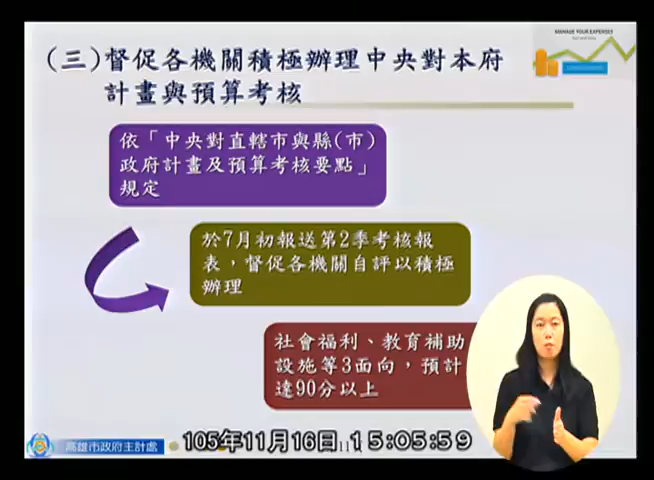 MANAGE YOUR EXPENSES
(三)督促各機關積極辦理中央對本府
計畫與預算考核
依「中央對直轄市與縣(市)
政府計畫及預算考核要點」
規定
於7月初報送第2季考核報
表，督促各機關自評以積極
辦理
社會福利、教育補助
設施等3面向，預計
達90分以上
高雄市政府主計處
105年11月16日 15:05:59